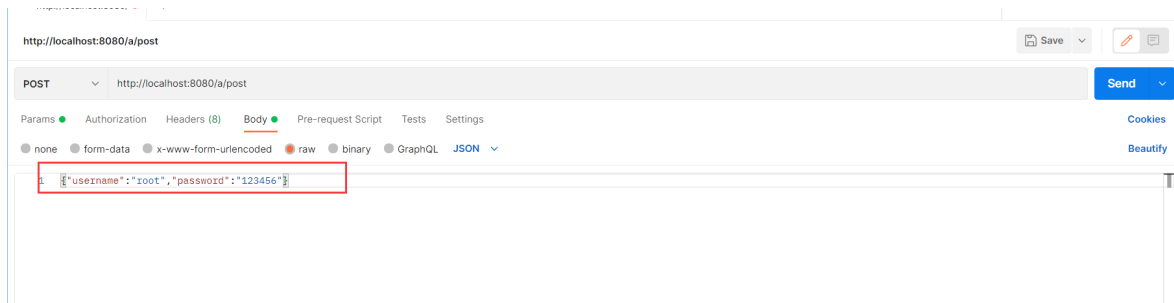 http://localhost:8080/a/post
Save
POST http://localhost:8080/a/post Send
Params Authorization Headers (8) Body Pre-request Script Tests Settings Cookies
none form-data x-www-form-urlencoded raw binary GraphQL JSON Beautify
1 {"username":"root","password":"123456"}